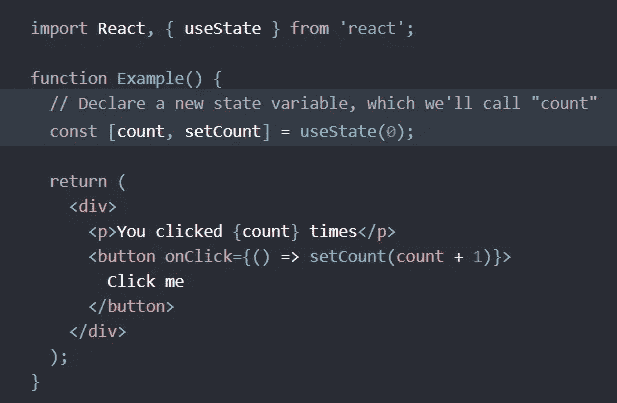 import React, { useState } from 'react';
function Example() {
  // Declare a new state variable, which we'll call "count"
  const [count, setCount] = useState(0);
  return (
    <div>
      <p>You clicked {count} times</p>
      <button onClick={() => setCount(count + 1)}>
        Click me
      </button>
    </div>
  );
}